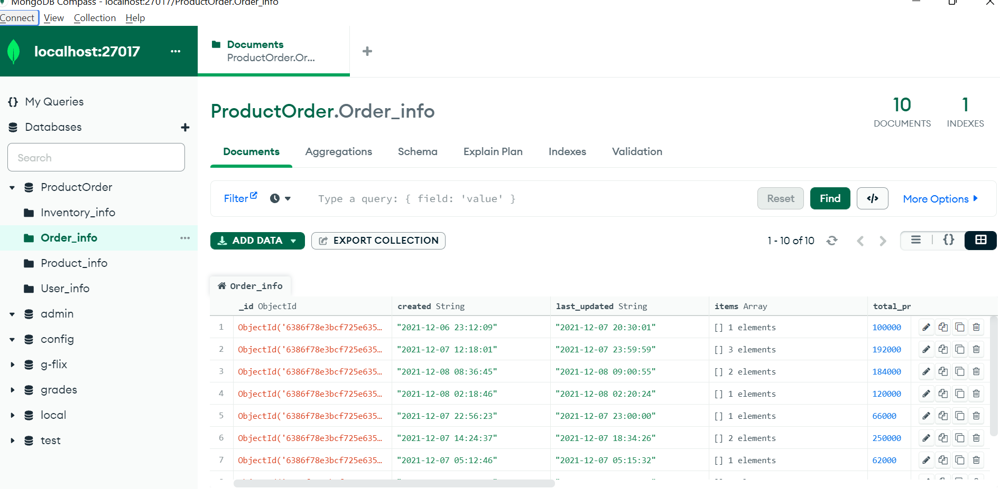 MongoDB Compass - localhost:27017/ProductOrder.Order_info
Connect View Collection Help
localhost:27017 ...
Documents
ProductOrder.Or...
+
{} My Queries
Databases +
Search
ProductOrder
Inventory_info
Order_info ...
Product_info
User_info
admin
config
g-flix
grades
local
test
ProductOrder.Order_info
10
DOCUMENTS
1
INDEXES
Documents Aggregations Schema Explain Plan Indexes Validation
Filter Type a query: { field: 'value' } Reset Find </> More Options
ADD DATA EXPORT COLLECTION 1 - 10 of 10 {}
Order_info
_id ObjectId created String last_updated String items Array total_pr
1 ObjectId('6386f78e3bcf725e635… "2021-12-06 23:12:09" "2021-12-07 20:30:01" [] 1 elements 100000
2 ObjectId('6386f78e3bcf725e635… "2021-12-07 12:18:01" "2021-12-07 23:59:59" [] 3 elements 192000
3 ObjectId('6386f78e3bcf725e635… "2021-12-08 08:36:45" "2021-12-08 09:00:55" [] 2 elements 184000
4 ObjectId('6386f78e3bcf725e635… "2021-12-08 02:18:46" "2021-12-08 02:20:24" [] 1 elements 120000
5 ObjectId('6386f78e3bcf725e635… "2021-12-07 22:56:23" "2021-12-07 23:00:00" [] 1 elements 66000
6 ObjectId('6386f78e3bcf725e635… "2021-12-07 14:24:37" "2021-12-07 18:34:26" [] 2 elements 250000
7 ObjectId('6386f78e3bcf725e635… "2021-12-07 05:12:46" "2021-12-07 05:15:32" [] 1 elements 62000